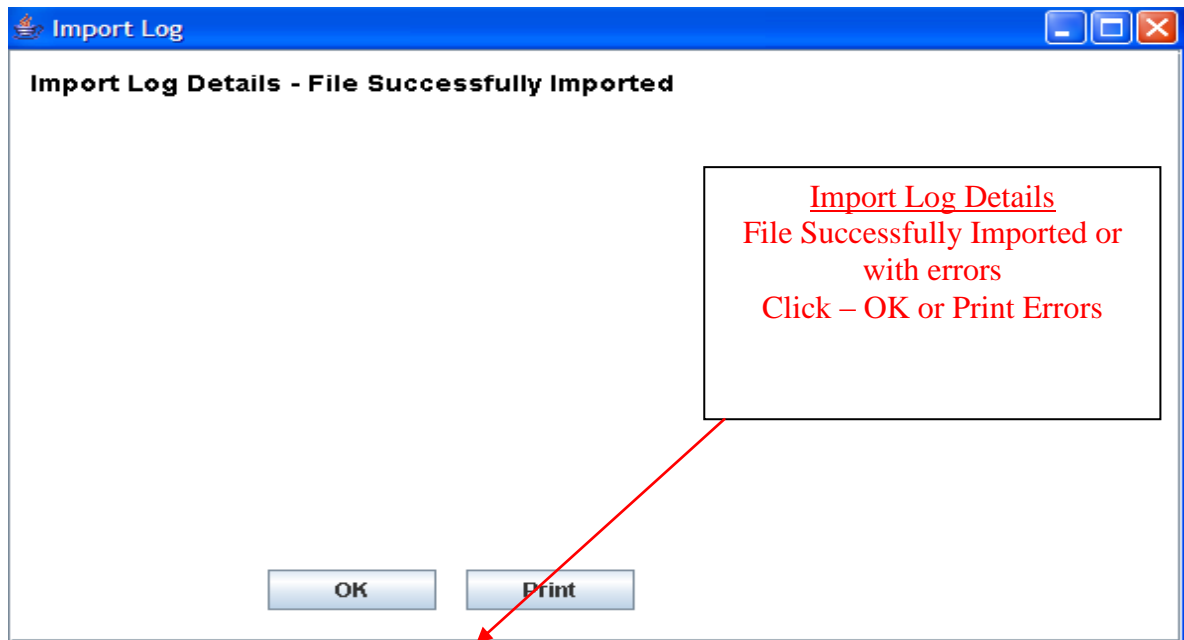 Import Log
Import Log Details - File Successfully Imported
Import Log Details
File Successfully Imported or
with errors
Click – OK or Print Errors
OK
Print